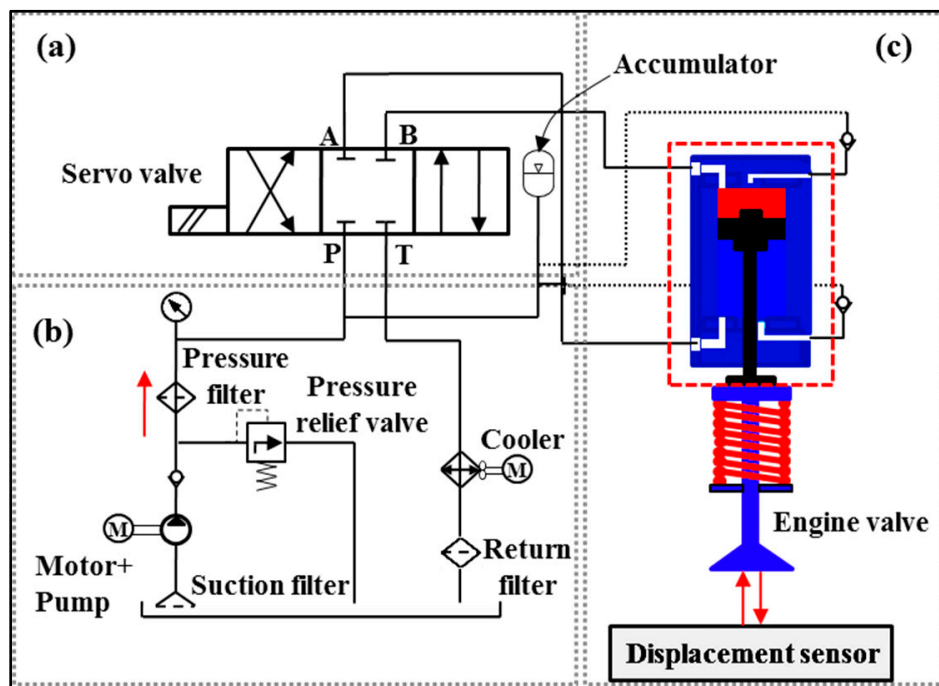 (a)
(c)
Accumulator
A
B
Servo valve
P
T
(b)
Pressure
filter
Pressure
relief valve
Cooler
M
M
Motor+
Pump
Suction filter
Return
filter
Engine valve
Displacement sensor